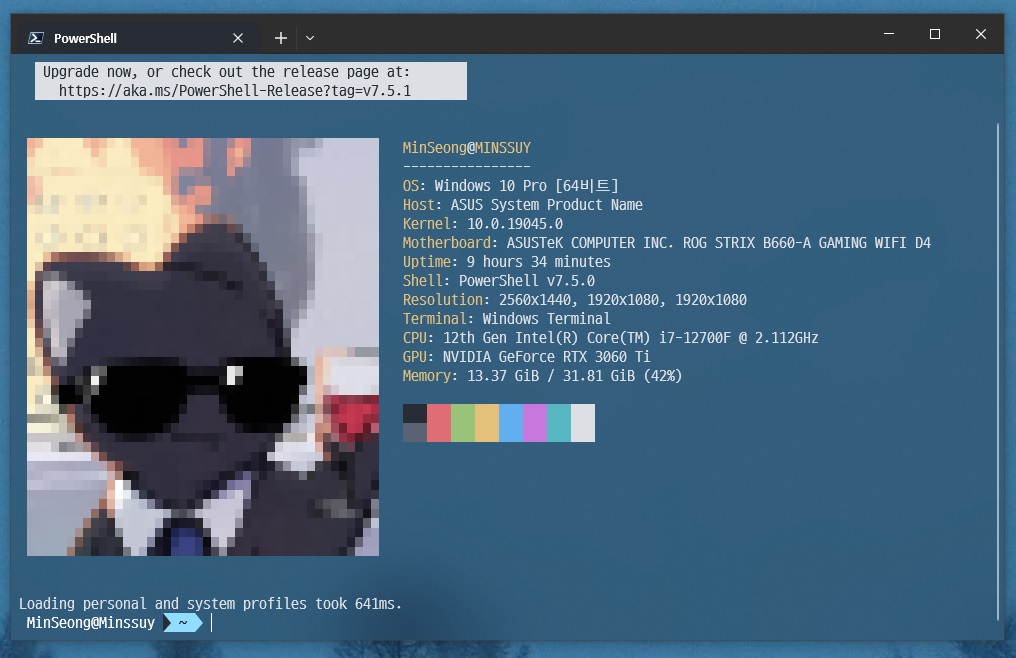 PowerShell
Upgrade now, or check out the release page at:
https://aka.ms/PowerShell-Release?tag=v7.5.1
MinSeong@MINSSUY
----------------
OS: Windows 10 Pro [64비트]
Host: ASUS System Product Name
Kernel: 10.0.19045.0
Motherboard: ASUSTeK COMPUTER INC. ROG STRIX B660-A GAMING WIFI D4
Uptime: 9 hours 34 minutes
Shell: PowerShell v7.5.0
Resolution: 2560x1440, 1920x1080, 1920x1080
Terminal: Windows Terminal
CPU: 12th Gen Intel(R) Core(TM) i7-12700F @ 2.112GHz
GPU: NVIDIA GeForce RTX 3060 Ti
Memory: 13.37 GiB / 31.81 GiB (42%)
Loading personal and system profiles took 641ms.
MinSeong@Minssuy ~